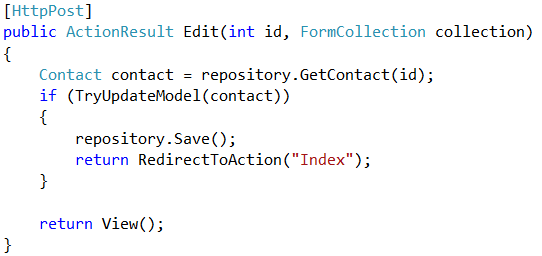 [HttpPost]
public ActionResult Edit(int id, FormCollection collection)
{
    Contact contact = repository.GetContact(id);
    if (TryUpdateModel(contact))
    {
        repository.Save();
        return RedirectToAction("Index");
    }

    return View();
}